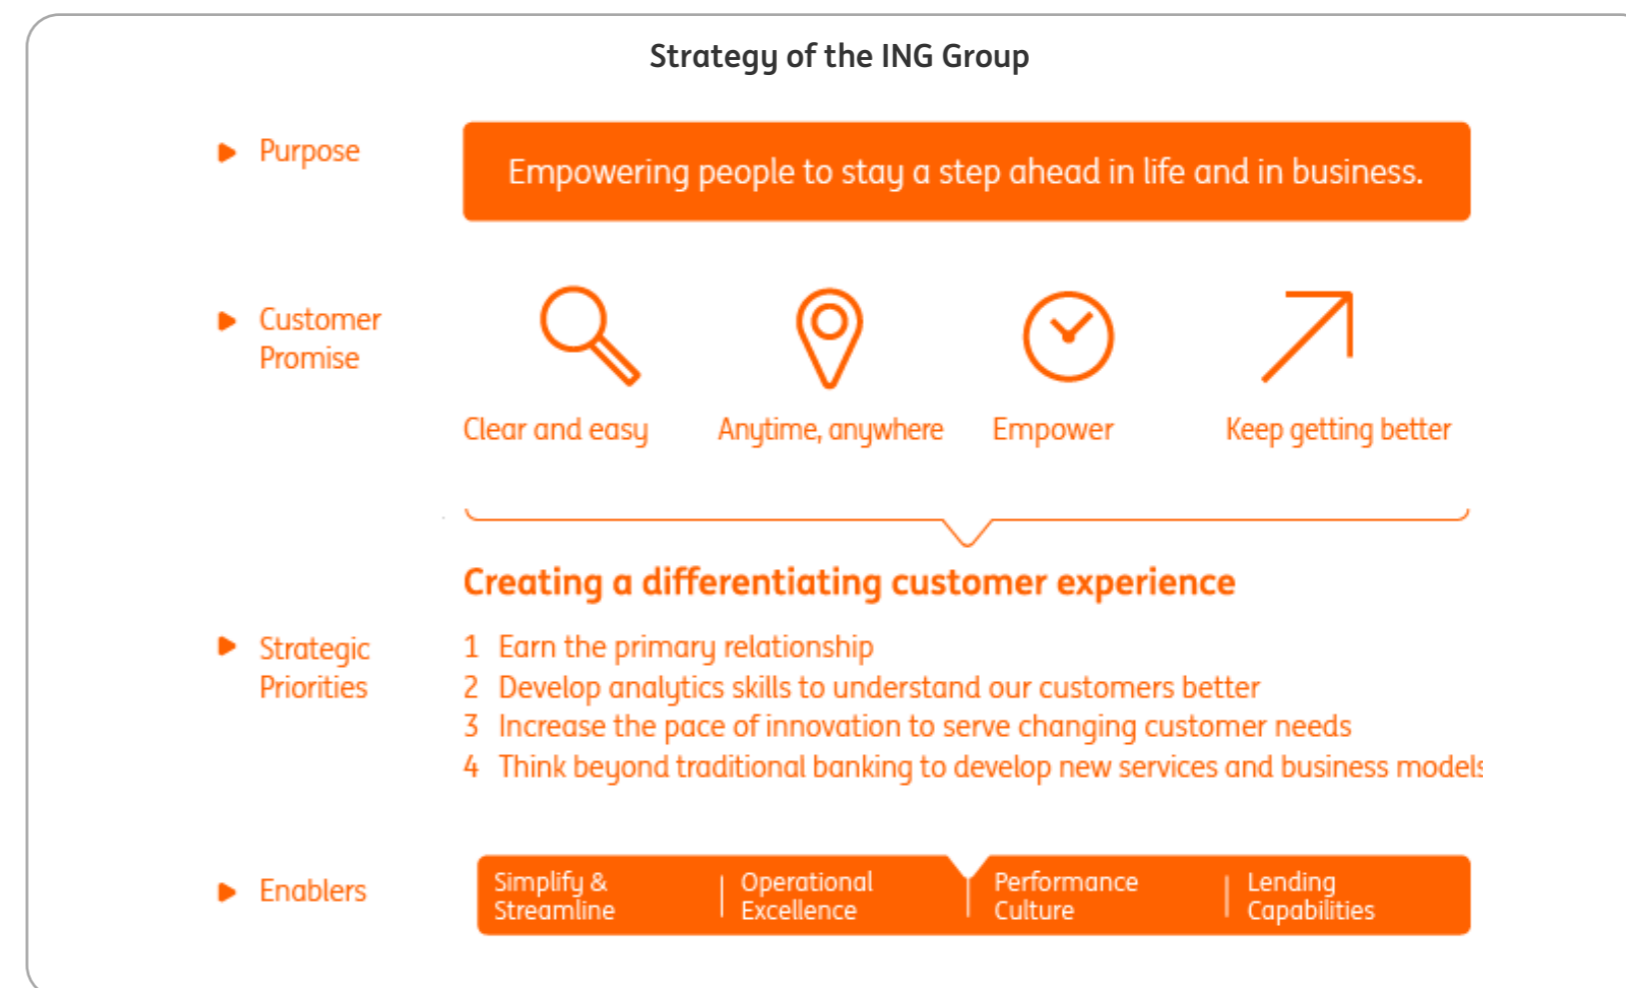 Strategy of the ING Group
Purpose
Empowering people to stay a step ahead in life and in business.
Customer
Promise
Clear and easy
Anytime, anywhere
Empower
Keep getting better
Creating a differentiating customer experience
Strategic
Priorities
1 Earn the primary relationship
2 Develop analytics skills to understand our customers better
3 Increase the pace of innovation to serve changing customer needs
4 Think beyond traditional banking to develop new services and business models
Enablers
Simplify &
Streamline
Operational
Excellence
Performance
Culture
Lending
Capabilities